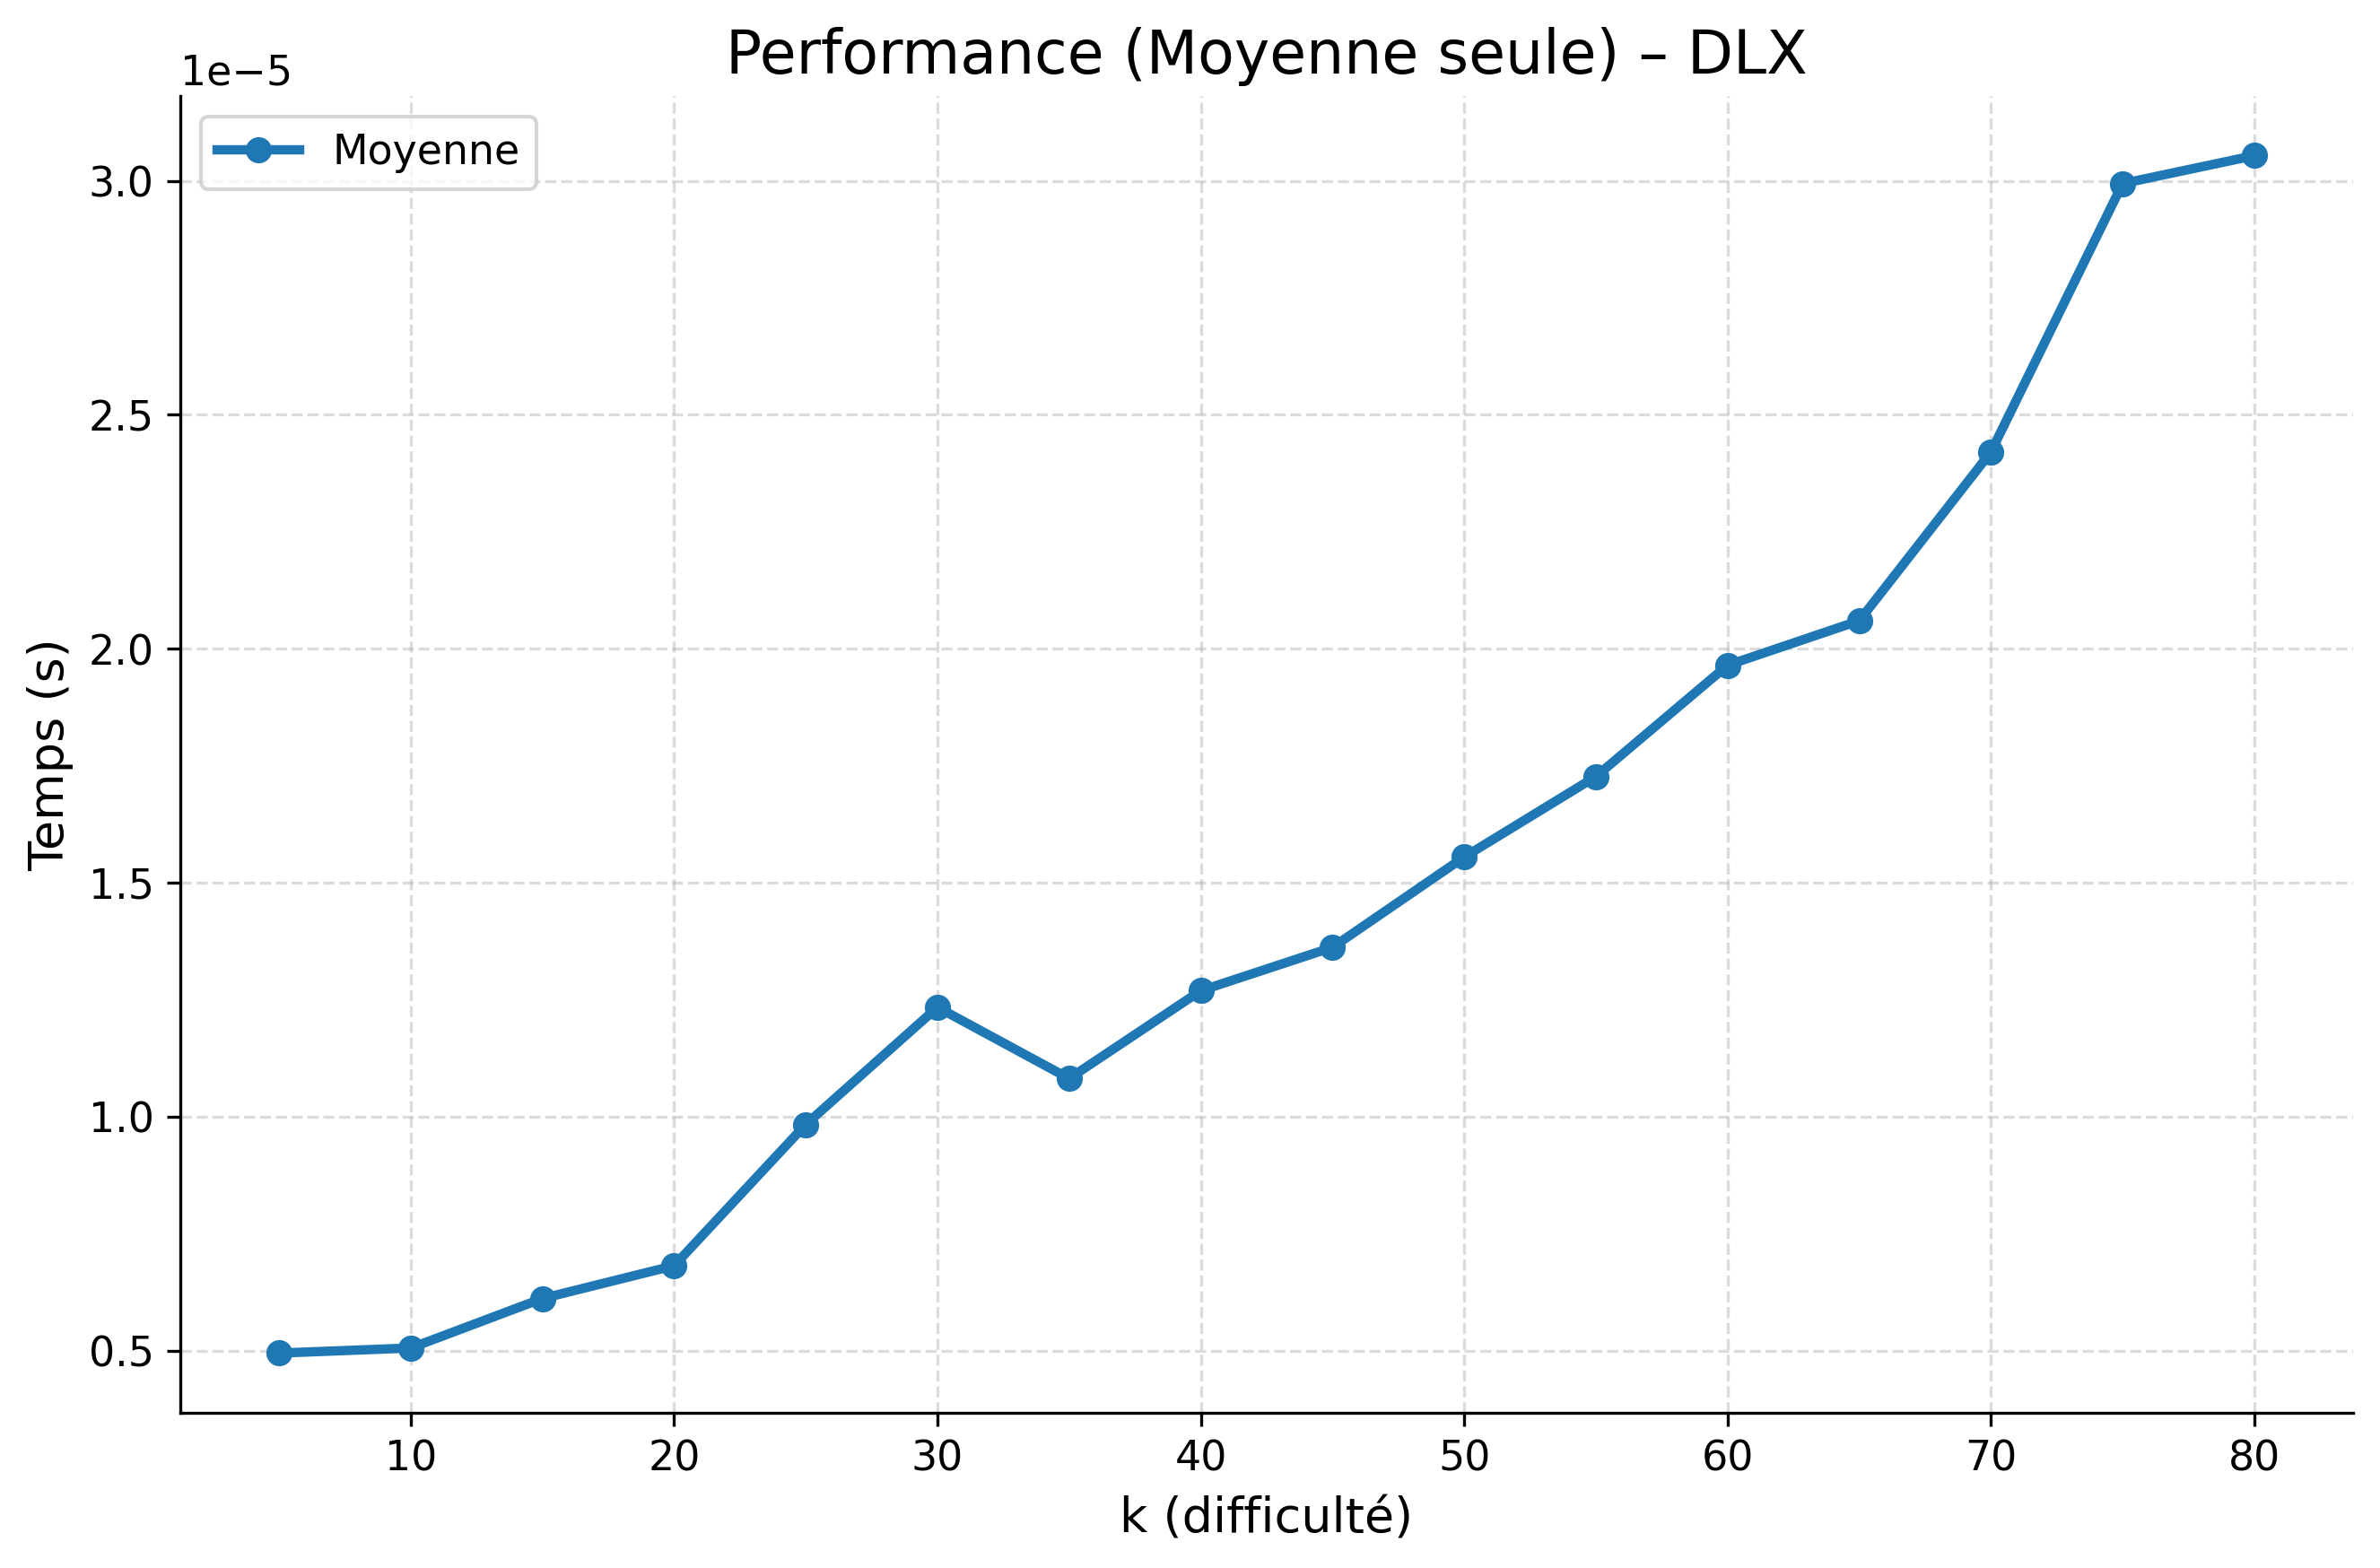 Performance (Moyenne seule) – DLX
1e−5
Moyenne
3.0
2.5
2.0
1.5
1.0
0.5
Temps (s)
10 20 30 40 50 60 70 80
k (difficulté)